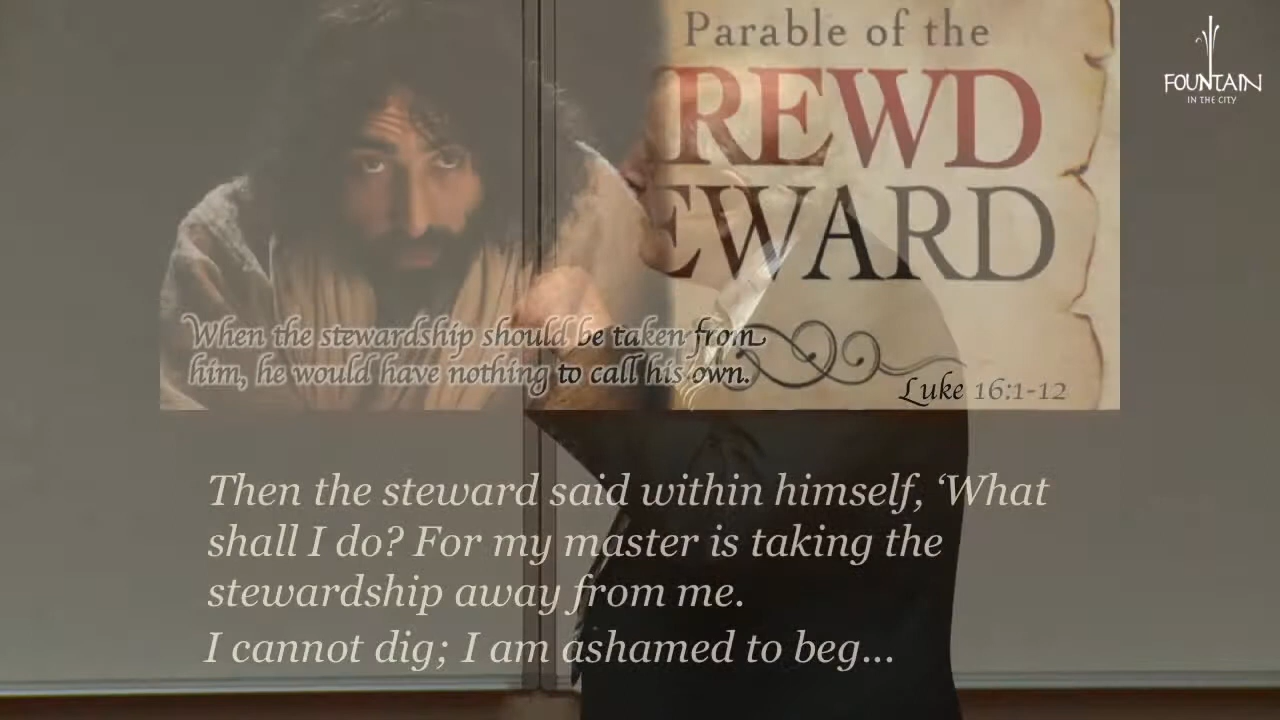 Parable of the
REWD
EWARD
FOUNTAIN
IN THE CITY
When the stewardship should be taken from
him, he would have nothing to call his own.
Luke 16:1-12
Then the steward said within himself, ‘What
shall I do? For my master is taking the
stewardship away from me.
I cannot dig; I am ashamed to beg...